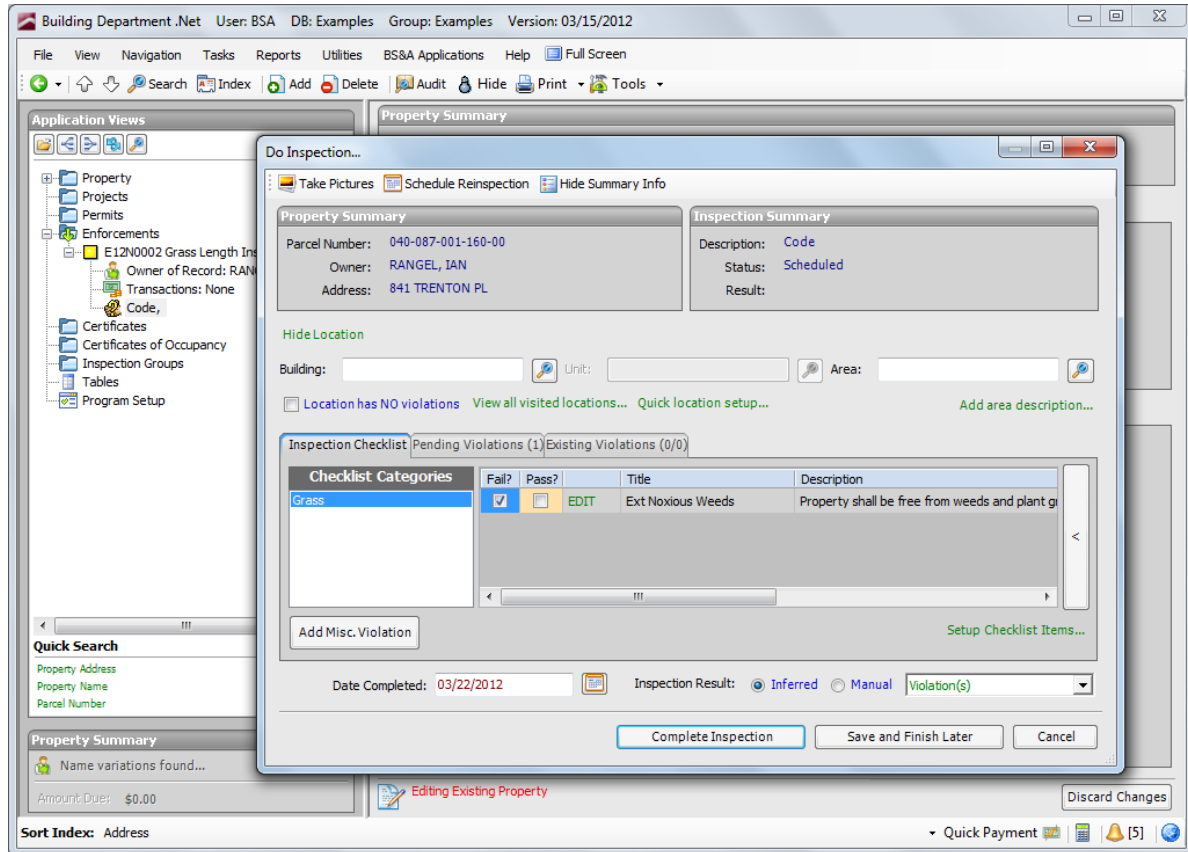 Building Department .Net User: BSA DB: Examples Group: Examples Version: 03/15/2012
File View Navigation Tasks Reports Utilities BS&A Applications Help Full Screen
Search Index Add Delete Audit Hide Print Tools
Application Views
Property
Projects
Permits
Enforcements
E12N0002 Grass Length Ins
Owner of Record: RAN
Transactions: None
Code,
Certificates
Certificates of Occupancy
Inspection Groups
Tables
Program Setup
Quick Search
Property Address
Property Name
Parcel Number
Property Summary
Name variations found...
Amount Due: $0.00
Property Summary
Do Inspection...
Take Pictures Schedule Reinspection Hide Summary Info
Property Summary
Parcel Number: 040-087-001-160-00
Owner: RANGEL, IAN
Address: 841 TRENTON PL
Inspection Summary
Description: Code
Status: Scheduled
Result:
Hide Location
Building: Unit: Area:
Location has NO violations View all visited locations... Quick location setup... Add area description...
Inspection Checklist Pending Violations (1) Existing Violations (0/0)
Checklist Categories
Grass
Fail? Pass? Title Description
EDIT Ext Noxious Weeds Property shall be free from weeds and plant g
<
Add Misc. Violation Setup Checklist Items...
Date Completed: 03/22/2012 Inspection Result: Inferred Manual Violation(s)
Complete Inspection Save and Finish Later Cancel
Editing Existing Property Discard Changes
Sort Index: Address Quick Payment [5]